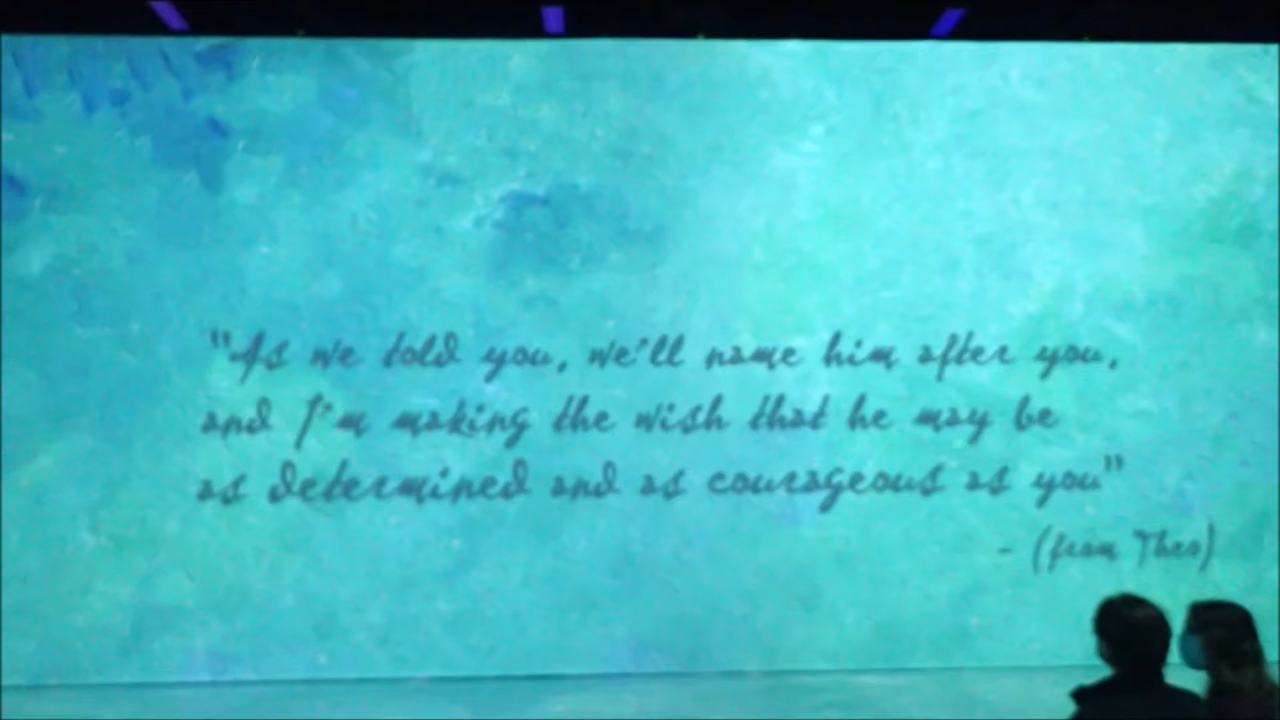 "As we told you, we'll name him after you,
and I'm making the wish that he may be
as determined and as courageous as you"
- (from Theo)